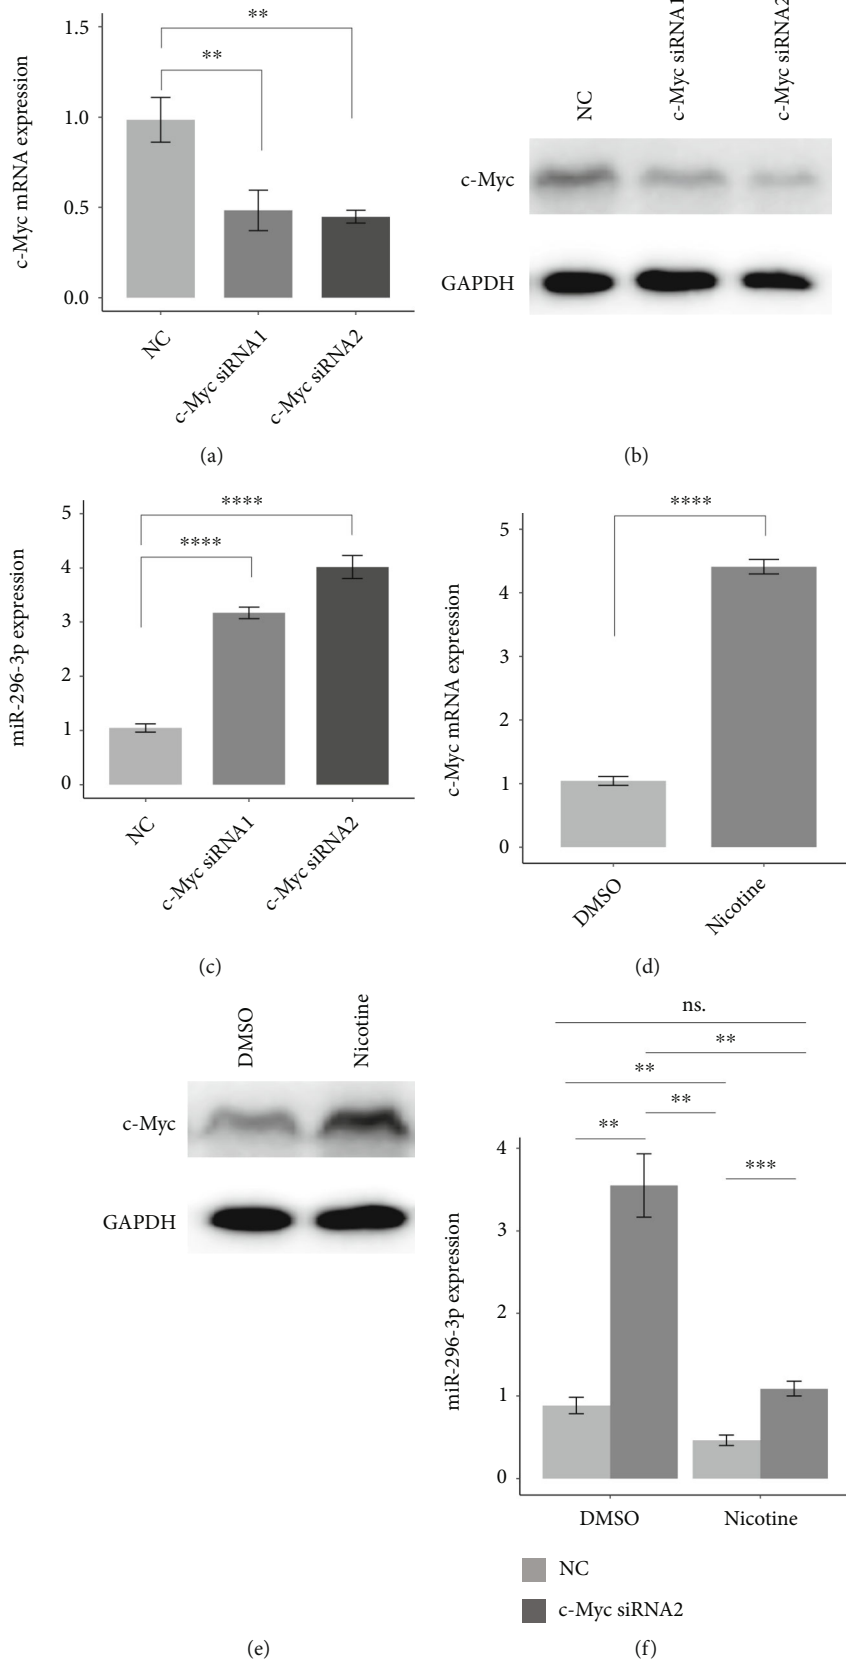 c-Myc mRNA expression
1.5
1.0
0.5
0.0
**
**
NC
c-Myc siRNA1
c-Myc siRNA2
(a)
NC
c-Myc siRNA1
c-Myc siRNA2
c-Myc
GAPDH
(b)
miR-296-3p expression
5
4
3
2
1
0
****
****
NC
c-Myc siRNA1
c-Myc siRNA2
(c)
c-Myc mRNA expression
5
4
3
2
1
0
****
DMSO
Nicotine
(d)
DMSO
Nicotine
c-Myc
GAPDH
(e)
miR-296-3p expression
4
3
2
1
0
ns.
**
**
**
**
***
DMSO
Nicotine
NC
c-Myc siRNA2
(f)